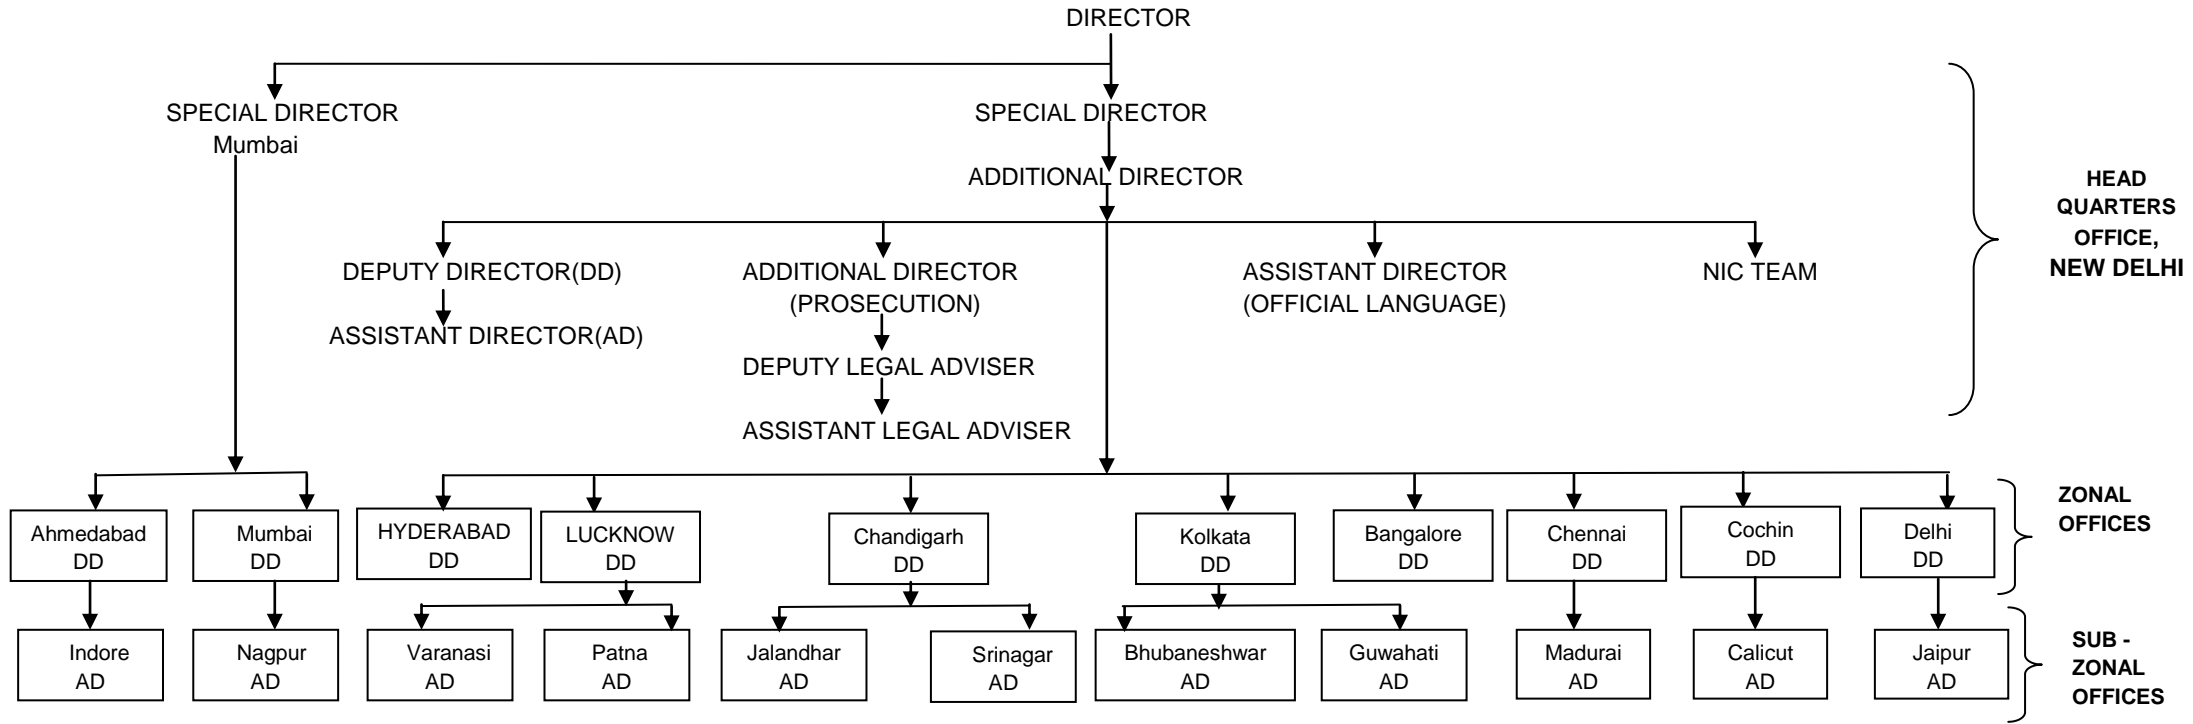 DIRECTOR
SPECIAL DIRECTOR
Mumbai
SPECIAL DIRECTOR
ADDITIONAL DIRECTOR
HEAD
QUARTERS
OFFICE,
NEW DELHI
DEPUTY DIRECTOR(DD)
ASSISTANT DIRECTOR(AD)
ADDITIONAL DIRECTOR
(PROSECUTION)
DEPUTY LEGAL ADVISER
ASSISTANT LEGAL ADVISER
ASSISTANT DIRECTOR
(OFFICIAL LANGUAGE)
NIC TEAM
Ahmedabad
DD
Mumbai
DD
HYDERABAD
DD
LUCKNOW
DD
Chandigarh
DD
Kolkata
DD
Bangalore
DD
Chennai
DD
Cochin
DD
Delhi
DD
ZONAL
OFFICES
Indore
AD
Nagpur
AD
Varanasi
AD
Patna
AD
Jalandhar
AD
Srinagar
AD
Bhubaneshwar
AD
Guwahati
AD
Madurai
AD
Calicut
AD
Jaipur
AD
SUB -
ZONAL
OFFICES